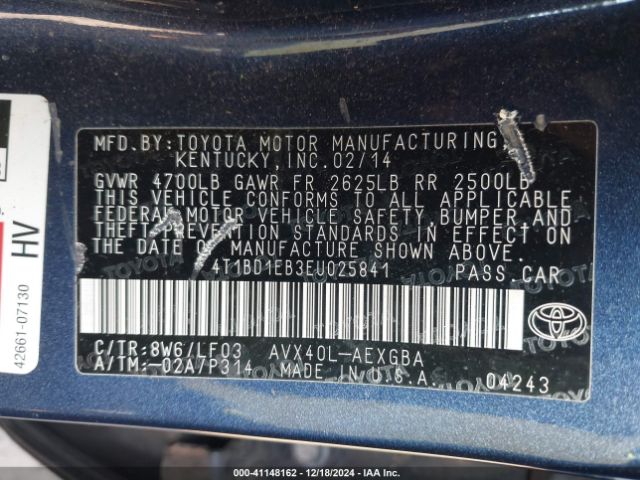 MFD.BY:TOYOTA MOTOR MANUFACTURING,
KENTUCKY,INC.02/14
GVWR 4700LB GAWR FR 2625LB RR 2500LB
THIS VEHICLE CONFORMS TO ALL APPLICABLE
FEDERAL MOTOR VEHICLE SAFETY, BUMPER AND
THEFT PREVENTION STANDARDS IN EFFECT ON
THE DATE OF MANUFACTURE SHOWN ABOVE.
4T1BD1EB3EU025841 PASS.CAR
C/TR:8W6/LF03 AVX40L-AEXGBA
A/TM:-02A/P314 MADE IN U.S.A. 04243
HV
42661-07130
000-41148162 - 12/18/2024 - IAA